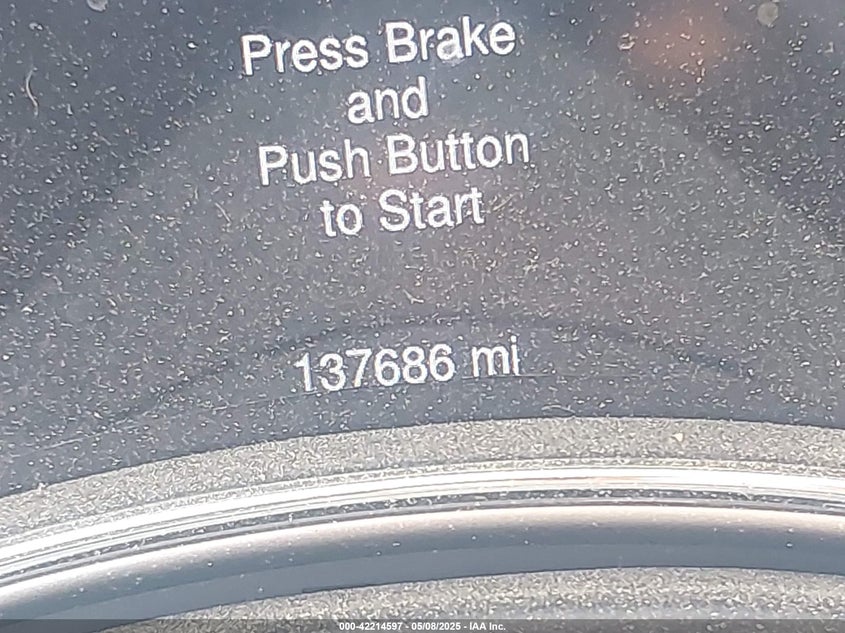 Press Brake
and
Push Button
to Start
137686 mi
000-42214597 - 05/08/2025 - IAA Inc.